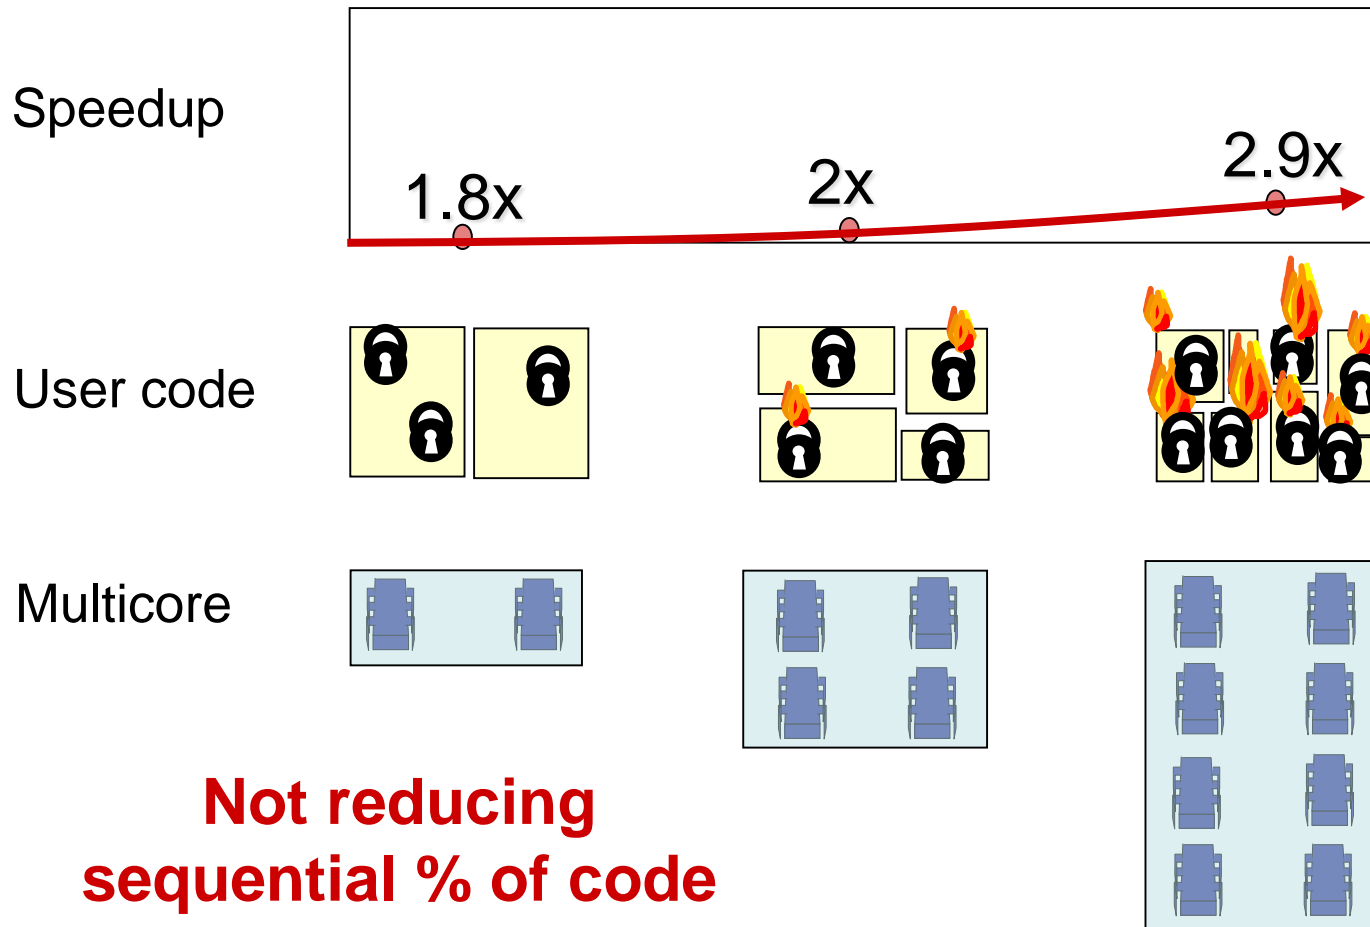 Speedup
1.8x
2x
2.9x
User code
Multicore
Not reducing
sequential % of code